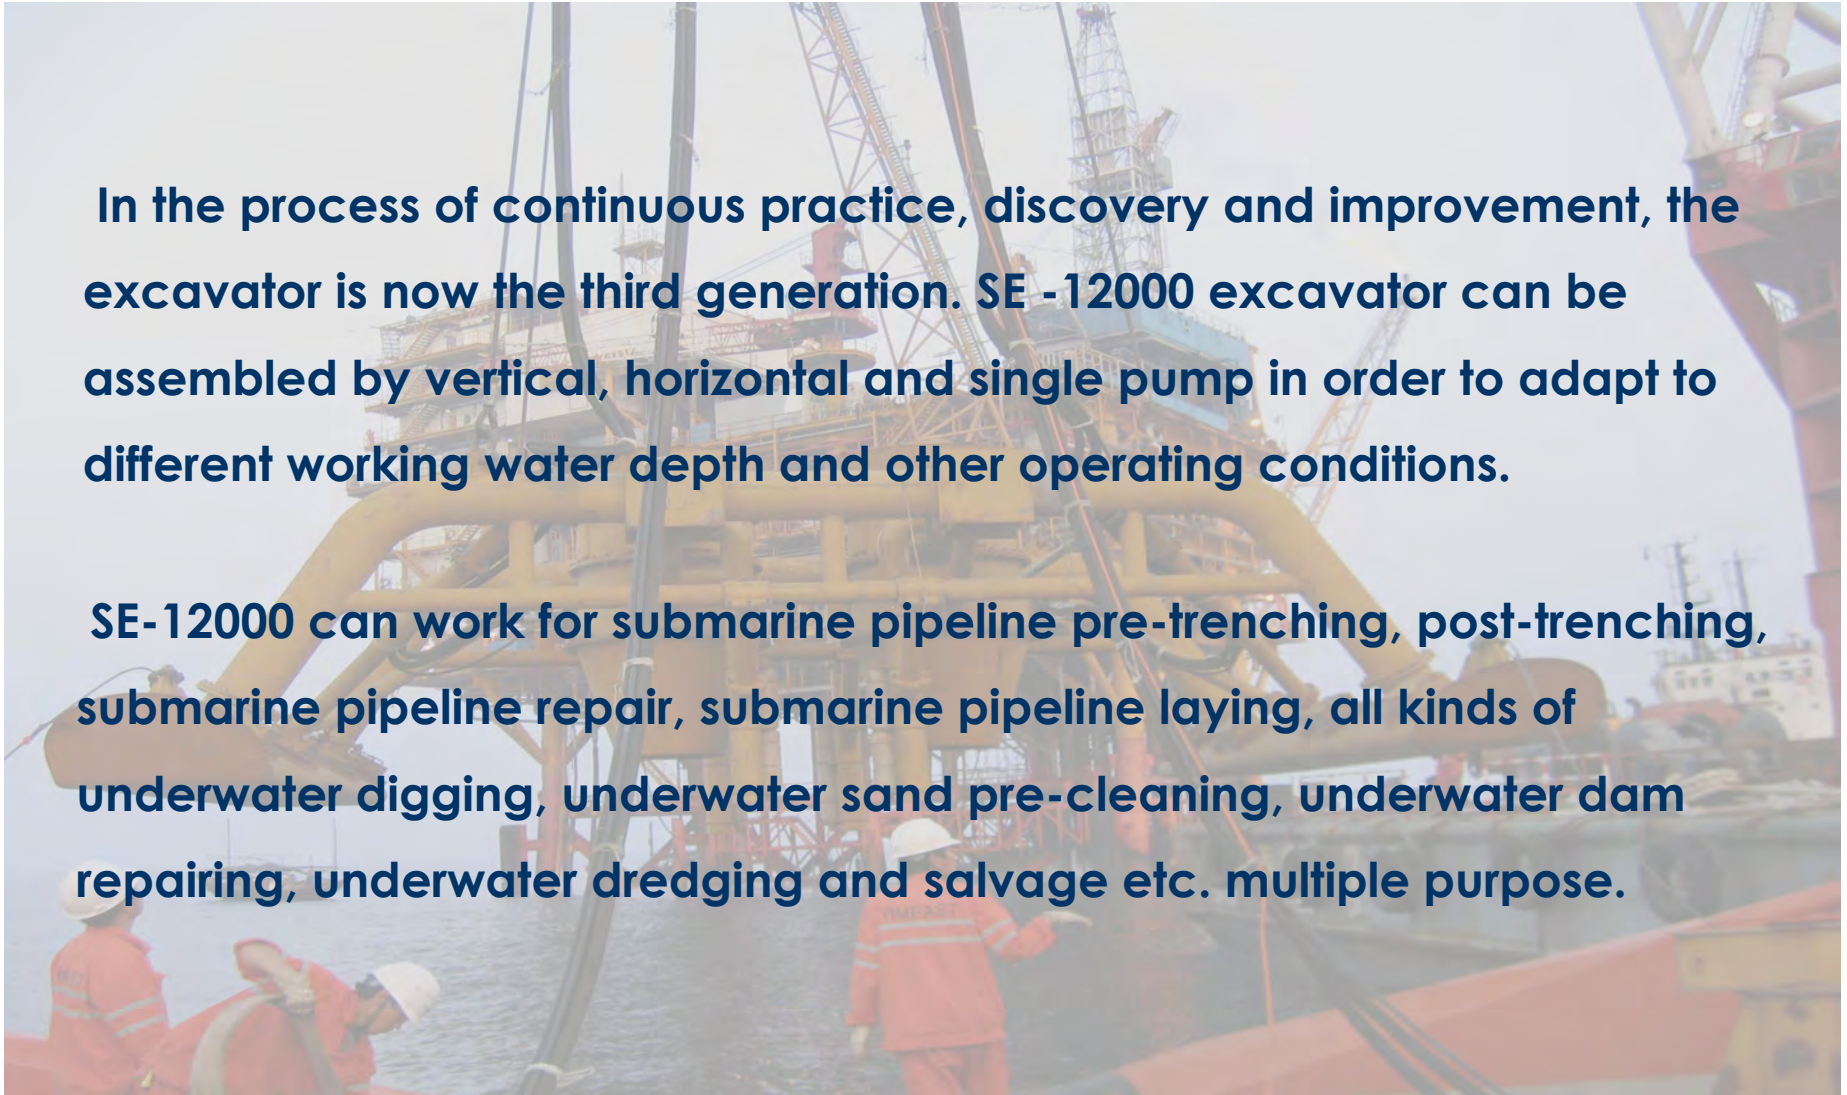 In the process of continuous practice, discovery and improvement, the
excavator is now the third generation. SE -12000 excavator can be
assembled by vertical, horizontal and single pump in order to adapt to
different working water depth and other operating conditions.
SE-12000 can work for submarine pipeline pre-trenching, post-trenching,
submarine pipeline repair, submarine pipeline laying, all kinds of
underwater digging, underwater sand pre-cleaning, underwater dam
repairing, underwater dredging and salvage etc. multiple purpose.